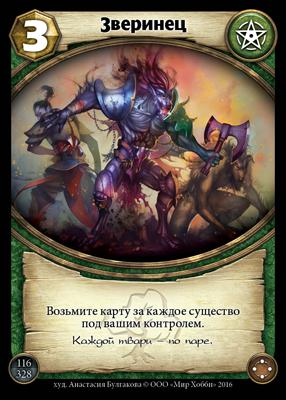 3
Зверинец
Возьмите карту за каждое существо
под вашим контролем.
Каждой твари — по паре.
116
328
худ. Анастасия Булгакова © ООО «Мир Хобби» 2016